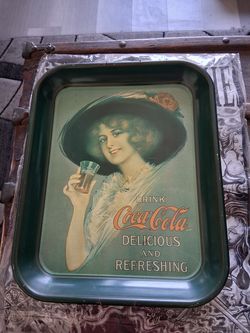 DRINK
Coca-Cola
DELICIOUS
AND
REFRESHING